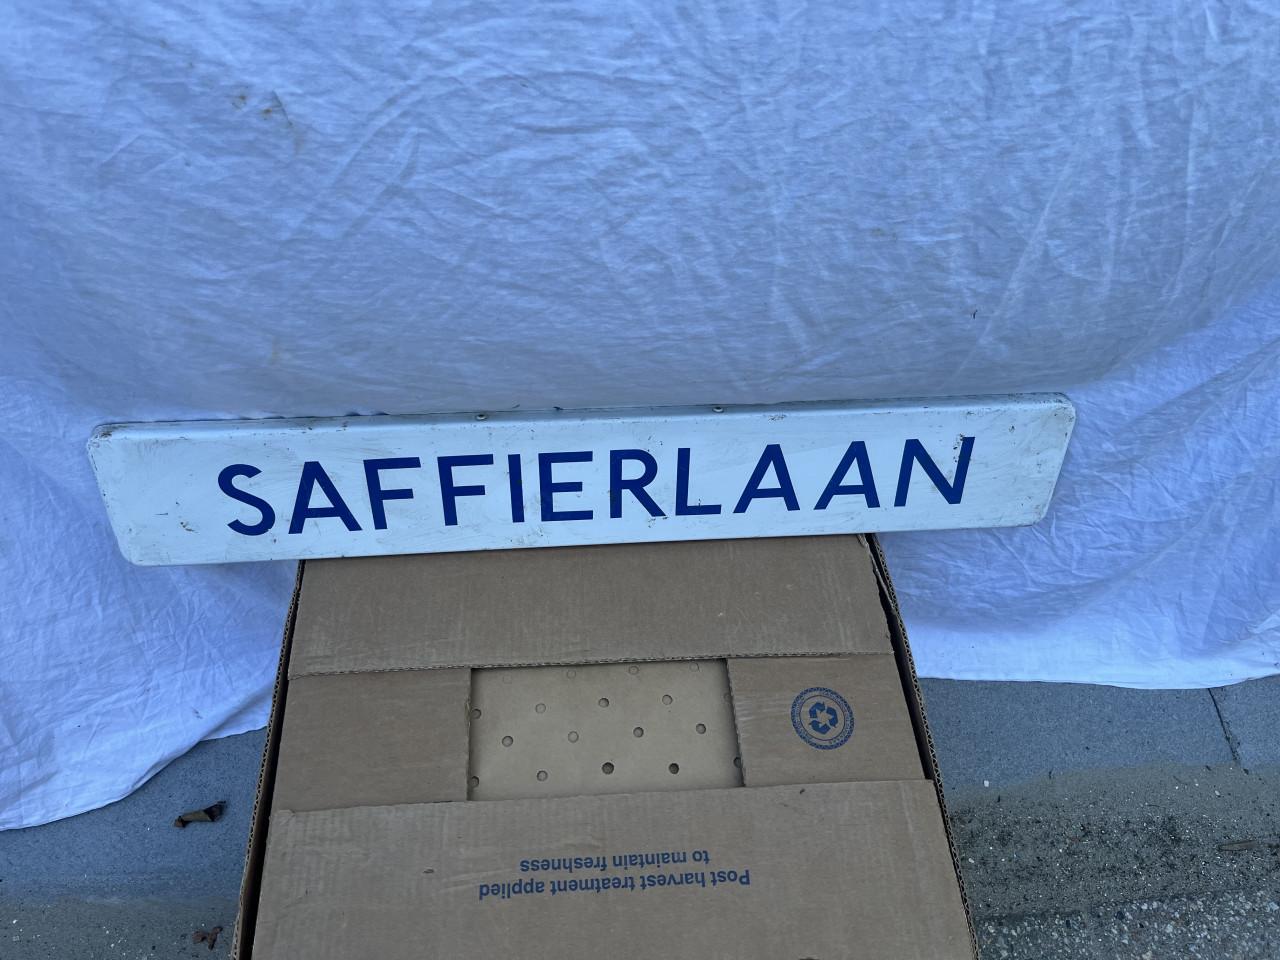 SAFFIERLAAN
Post harvest treatment applied
to maintain freshness